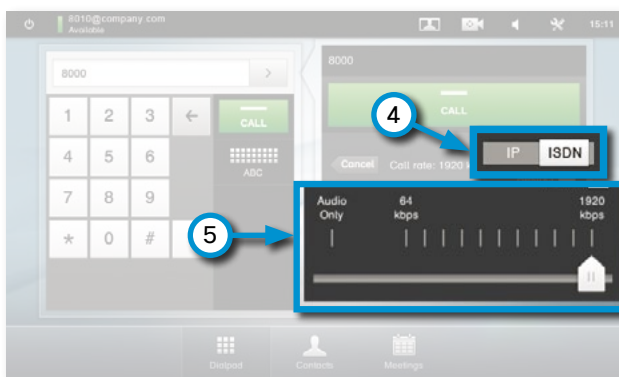 8010@company.com
Available
15:11
8000
8000
1 2 3
CALL
4 5 6
ABC
7 8 9
* 0 #
4
CALL
IP ISDN
Cancel Call rate: 1920
5
Audio Only
64 kbps
1920 kbps
Dialpad Contacts Meetings